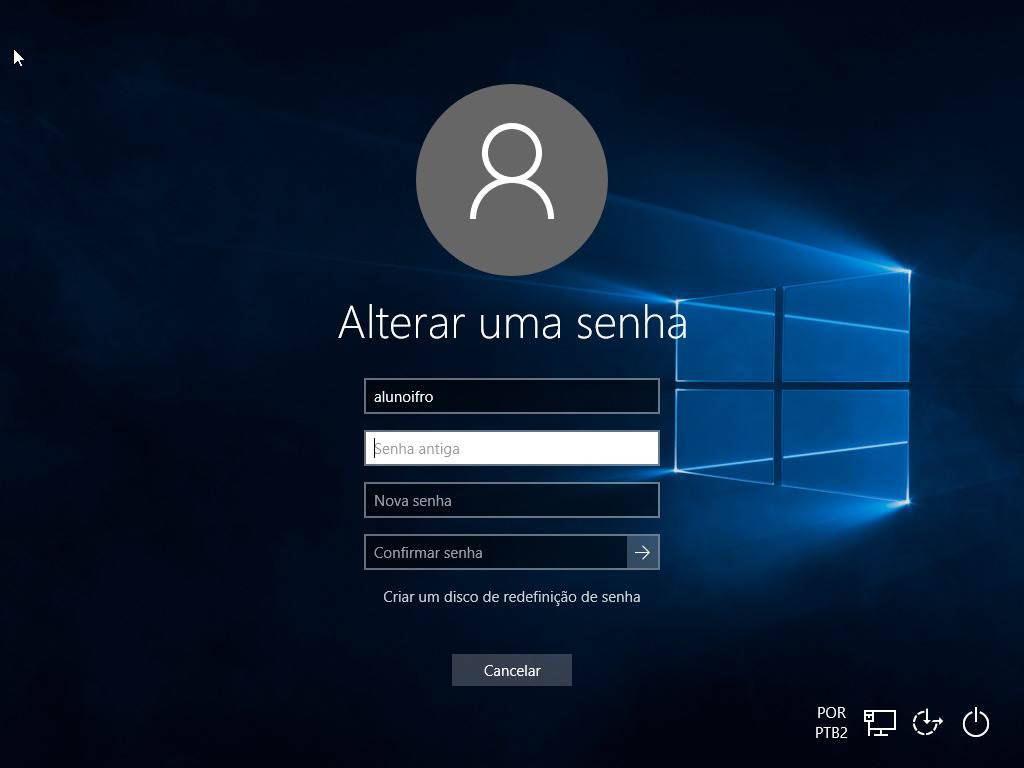 Alterar uma senha
alunoifro
Senha antiga
Nova senha
Confirmar senha
Criar um disco de redefinição de senha
Cancelar
POR
PTB2